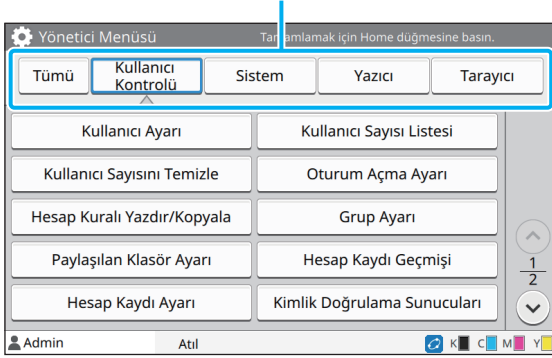 Yönetici Menüsü Tamamlamak için Home düğmesine basın.
Tümü Kullanıcı Kontrolü Sistem Yazıcı Tarayıcı
Kullanıcı Ayarı Kullanıcı Sayısı Listesi
Kullanıcı Sayısını Temizle Oturum Açma Ayarı
Hesap Kuralı Yazdır/Kopyala Grup Ayarı
Paylaşılan Klasör Ayarı Hesap Kaydı Geçmişi
Hesap Kaydı Ayarı Kimlik Doğrulama Sunucuları
1
2
Admin Atıl K C M Y